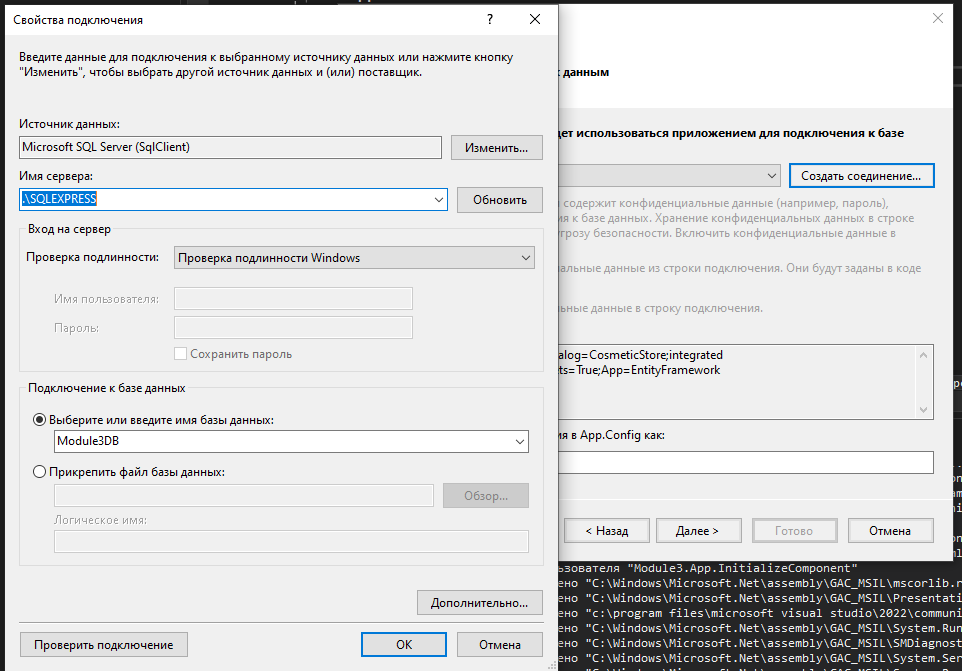 Свойства подключения
?
Введите данные для подключения к выбранному источнику данных или нажмите кнопку
"Изменить", чтобы выбрать другой источник данных и (или) поставщик.
Источник данных:
Microsoft SQL Server (SqlClient)
Изменить...
Имя сервера:
.\SQLEXPRESS
Обновить
Вход на сервер
Проверка подлинности:
Проверка подлинности Windows
Имя пользователя:
Пароль:
Сохранить пароль
Подключение к базе данных
Выберите или введите имя базы данных:
Module3DB
Прикрепить файл базы данных:
Обзор...
Логическое имя:
Дополнительно...
Проверить подключение
ОК
Отмена
к данным
дет использоваться приложением для подключения к базе
Создать соединение...
содержит конфиденциальные данные (например, пароль),
ия к базе данных. Хранение конфиденциальных данных в строке
угрозу безопасности. Включить конфиденциальные данные в
альные данные из строки подключения. Они будут заданы в коде
льные данные в строку подключения.
alog=CosmeticStore;integrated
ts=True;App=EntityFramework
ия в App.Config как:
< Назад
Далее >
Готово
Отмена
ьзователя "Module3.App.InitializeComponent"
ено "C:\Windows\Microsoft.Net\assembly\GAC_MSIL\mscorlib.r
ено "C:\Windows\Microsoft.Net\assembly\GAC_MSIL\Presentati
ено "C:\program files\microsoft visual studio\2022\communi
ено "C:\Windows\Microsoft.Net\assembly\GAC_MSIL\System.Run
ено "C:\Windows\Microsoft.Net\assembly\GAC_MSIL\SMDiagnost
ено "C:\Windows\Microsoft.Net\assembly\GAC_MSIL\System.Ser